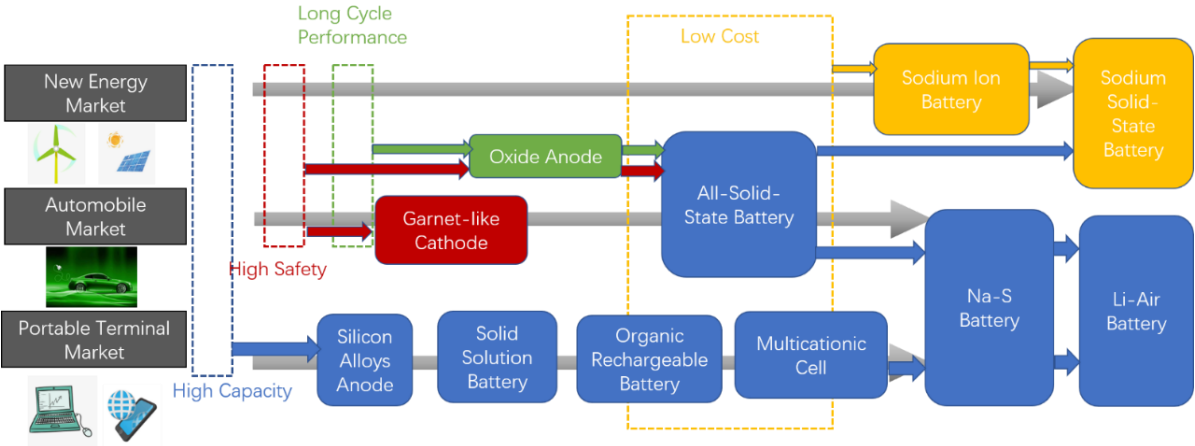 Long Cycle
Performance
Low Cost
New Energy
Market
Sodium Ion
Battery
Sodium
Solid-
State
Battery
Oxide Anode
All-Solid-
State Battery
Automobile
Market
Garnet-like
Cathode
High Safety
Na-S
Battery
Li-Air
Battery
Portable Terminal
Market
Silicon
Alloys
Anode
Solid
Solution
Battery
Organic
Rechargeable
Battery
Multicationic
Cell
High Capacity